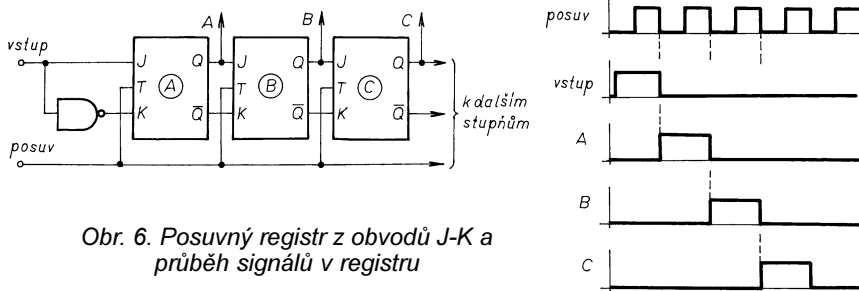 A B C
vstup
J Q J Q J Q
T T T
A B C
K Q̅ K Q̅ K Q̅
k dalším
stupňům
posuv
Obr. 6. Posuvný registr z obvodů J-K a
průběh signálů v registru
posuv
vstup
A
B
C